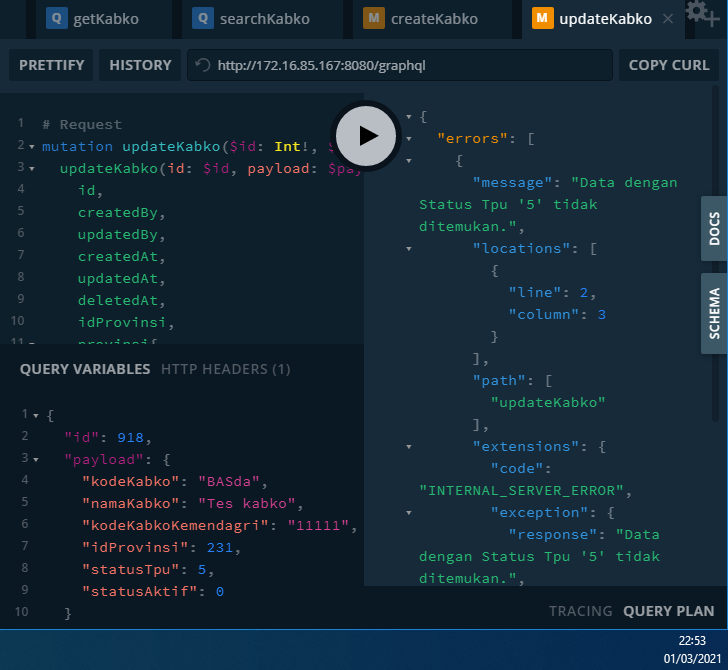 Q getKabko
Q searchKabko
M createKabko
M updateKabko
PRETTIFY
HISTORY
http://172.16.85.167:8080/graphql
COPY CURL
1 # Request
2 mutation updateKabko($id: Int!, $
3 updateKabko(id: $id, payload: $pay
4 id,
5 createdBy,
6 updatedBy,
7 createdAt,
8 updatedAt,
9 deletedAt,
10 idProvinsi,
11 provinsi{
QUERY VARIABLES HTTP HEADERS (1)
1 {
2 "id": 918,
3 "payload": {
4 "kodeKabko": "BASda",
5 "namaKabko": "Tes kabko",
6 "kodeKabkoKemendagri": "11111",
7 "idProvinsi": 231,
8 "statusTpu": 5,
9 "statusAktif": 0
10 }
{
"errors": [
{
"message": "Data dengan
Status Tpu '5' tidak
ditemukan.",
"locations": [
{
"line": 2,
"column": 3
}
],
"path": [
"updateKabko"
],
"extensions": {
"code":
"INTERNAL_SERVER_ERROR",
"exception": {
"response": "Data
dengan Status Tpu '5' tidak
ditemukan.",
DOCS
SCHEMA
TRACING QUERY PLAN
22:53
01/03/2021